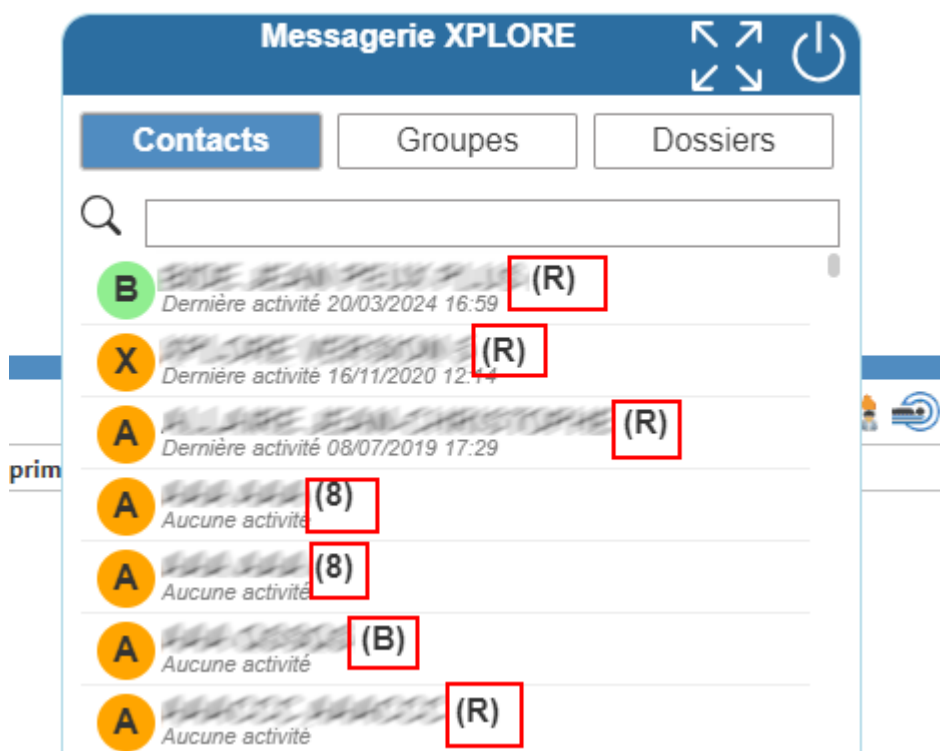 Messagerie XPLORE
Contacts Groupes Dossiers
B (R)
Dernière activité 20/03/2024 16:59
X (R)
Dernière activité 16/11/2020 12:14
A (R)
Dernière activité 08/07/2019 17:29
prim
A (8)
Aucune activité
A (8)
Aucune activité
A (B)
Aucune activité
A (R)
Aucune activité